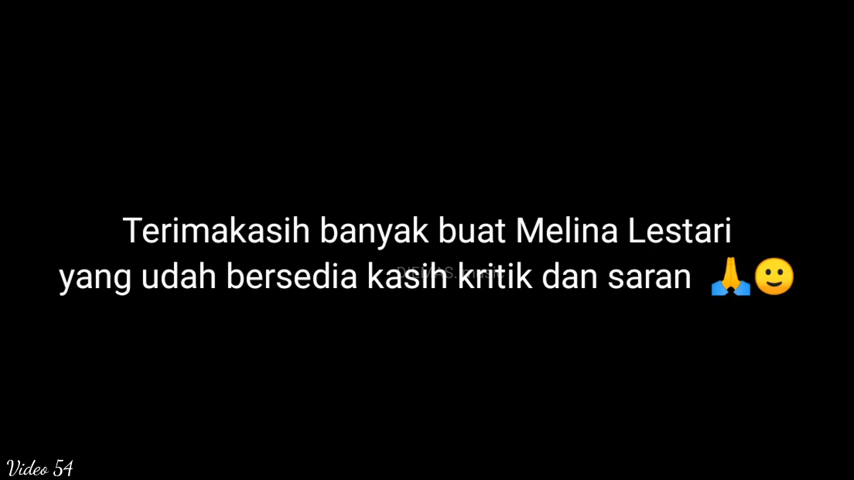 Terimakasih banyak buat Melina Lestari
yang udah bersedia kasih kritik dan saran 🙏🙂
Video 54